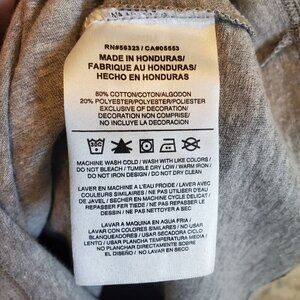 RN#56323 / CA#05553
MADE IN HONDURAS/
FABRIQUE AU HONDURAS/
HECHO EN HONDURAS
80% COTTON/COTON/ALGODON
20% POLYESTER/POLYESTER/POLIESTER
EXCLUSIVE OF DECORATION
DECORATION NON COMPRISE/
NO INCLUYE LA DECORACION
MACHINE WASH COLD / WASH WITH LIKE COLORS /
DO NOT BLEACH / TUMBLE DRY LOW / WARM IRON /
DO NOT IRON DESIGN / DO NOT DRY CLEAN
LAVER EN MACHINE A L'EAU FROIDE / LAVER AVEC
COULEURS SIMILAIRES / NE PAS UTILISER D'EAU
DE JAVEL / SECHER EN MACHINE CYCLE DELICAT /
REPASSER FER TIEDE / NE PAS REPASSER LE
DESSIN / NE PAS NETTOYER A SEC
LAVAR A MAQUINA EN AGUA FRIA /
LAVAR CON COLORES SIMILARES / NO USAR
BLANQUEADORES / USAR SECADORA CICLO
LENTO / USAR PLANCHA TEMPERATURA MEDIA /
NO PLANCHAR DIRECTAMENTE SOBRE
EL DISEÑO / NO LAVAR EN SECO